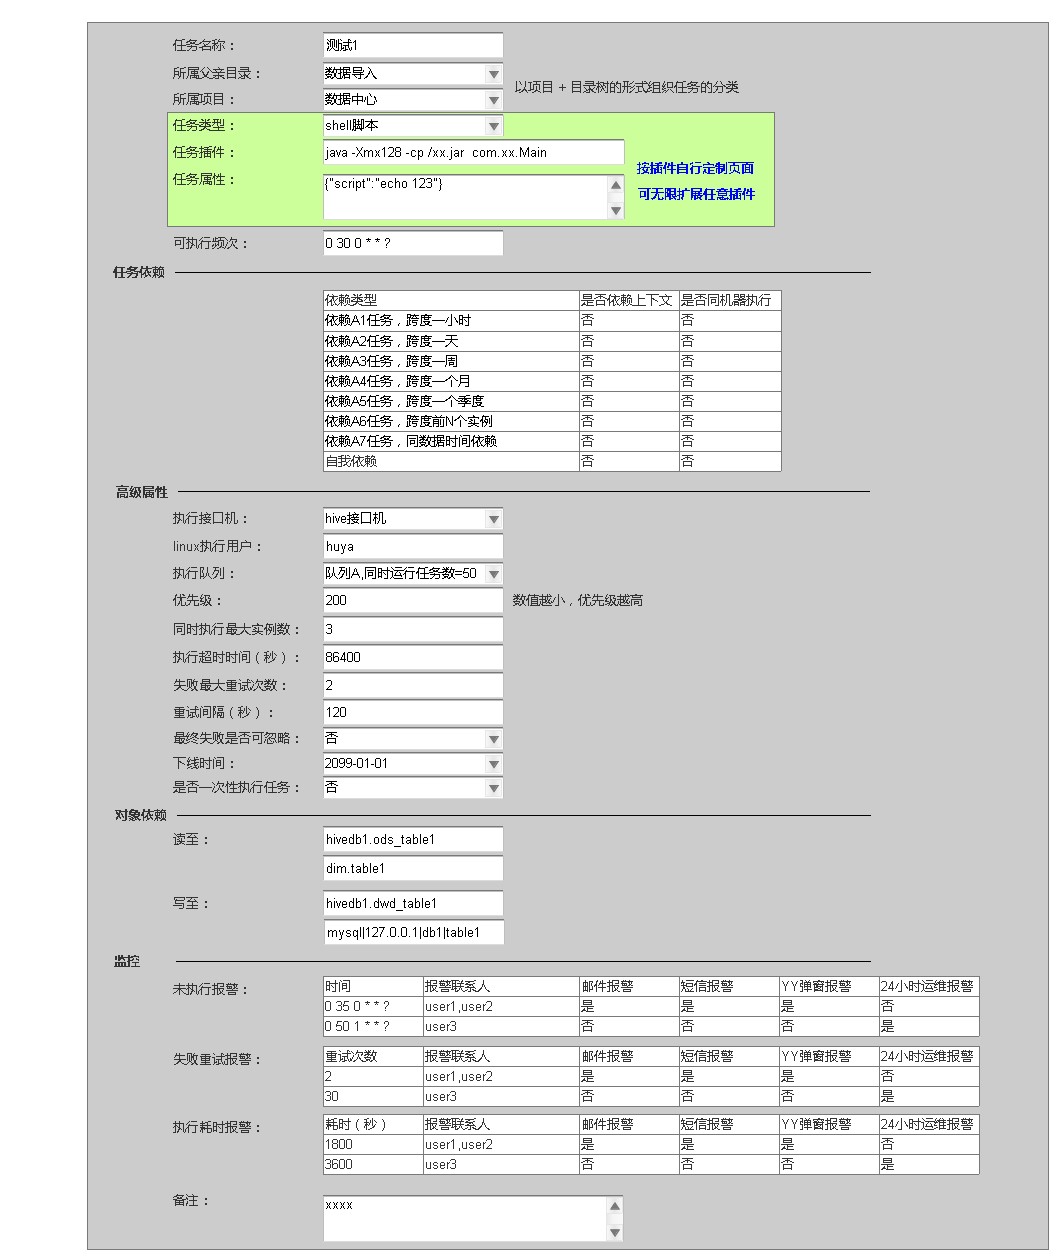 任务名称： 测试1
所属父亲目录： 数据导入
以项目 + 目录树的形式组织任务的分类
所属项目： 数据中心
任务类型： shell脚本
任务插件： java -Xmx128 -cp /xx.jar  com.xx.Main
按插件自行定制页面
任务属性： {"script":"echo 123"}
可无限扩展任意插件
可执行频次： 0 30 0 * * ?
任务依赖
依赖类型 是否依赖上下文 是否同机器执行
依赖A1任务，跨度一小时 否 否
依赖A2任务，跨度一天 否 否
依赖A3任务，跨度一周 否 否
依赖A4任务，跨度一个月 否 否
依赖A5任务，跨度一个季度 否 否
依赖A6任务，跨度前N个实例 否 否
依赖A7任务，同数据时间依赖 否 否
自我依赖 否 否
高级属性
执行接口机： hive接口机
linux执行用户： huya
执行队列： 队列A,同时运行任务数=50
优先级： 200 数值越小，优先级越高
同时执行最大实例数： 3
执行超时时间（秒）： 86400
失败最大重试次数： 2
重试间隔（秒）： 120
最终失败是否可忽略： 否
下线时间： 2099-01-01
是否一次性执行任务： 否
对象依赖
读至： hivedb1.ods_table1
dim.table1
写至： hivedb1.dwd_table1
mysql|127.0.0.1|db1|table1
监控
未执行报警： 时间 报警联系人 邮件报警 短信报警 YY弹窗报警 24小时运维报警
0 35 0 * * ? user1,user2 是 是 是 否
0 50 1 * * ? user3 否 否 否 是
失败重试报警： 重试次数 报警联系人 邮件报警 短信报警 YY弹窗报警 24小时运维报警
2 user1,user2 是 是 是 否
30 user3 否 否 否 是
执行耗时报警： 耗时（秒） 报警联系人 邮件报警 短信报警 YY弹窗报警 24小时运维报警
1800 user1,user2 是 是 是 否
3600 user3 否 否 否 是
备注： xxxx